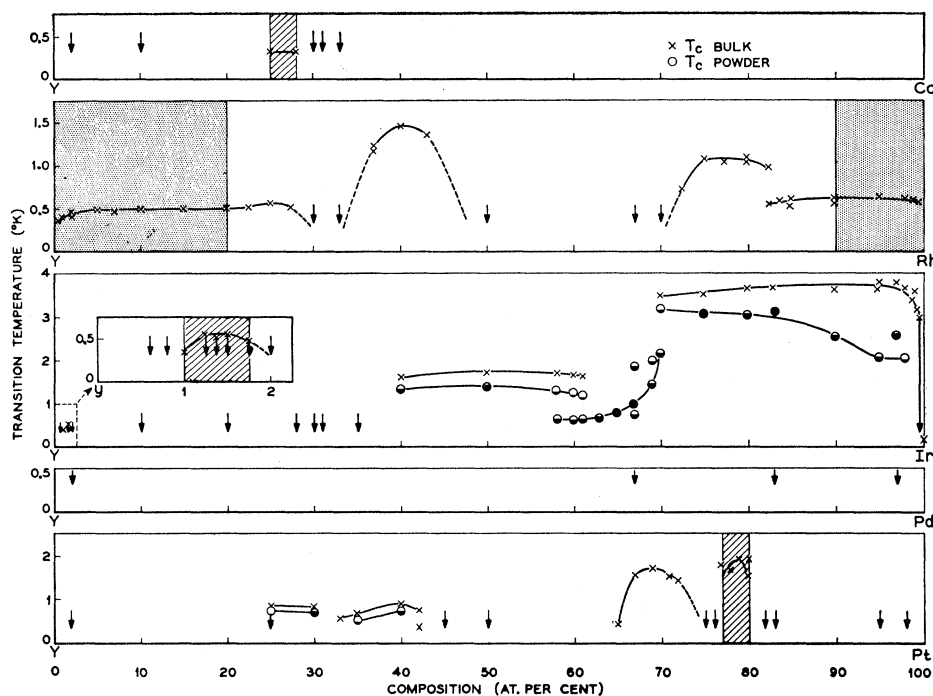 0.5
0
× Tc BULK
○ Tc POWDER
Y
Co
1.5
1.0
0.5
0
Y
Rh
4
3
2
1
0
0.5
0
Y
1
2
Y
Ir
0.5
0
Y
Pd
2
1
0
Y
Pt
0 10 20 30 40 50 60 70 80 90 100
COMPOSITION (AT. PER CENT)
TRANSITION TEMPERATURE (°K)